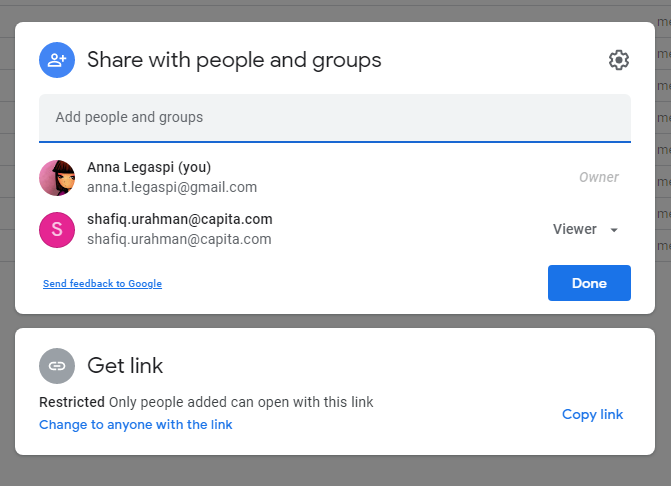 Share with people and groups
Add people and groups
Anna Legaspi (you)
anna.t.legaspi@gmail.com
Owner
S
shafiq.urahman@capita.com
shafiq.urahman@capita.com
Viewer
Send feedback to Google
Done
Get link
Restricted Only people added can open with this link
Change to anyone with the link
Copy link